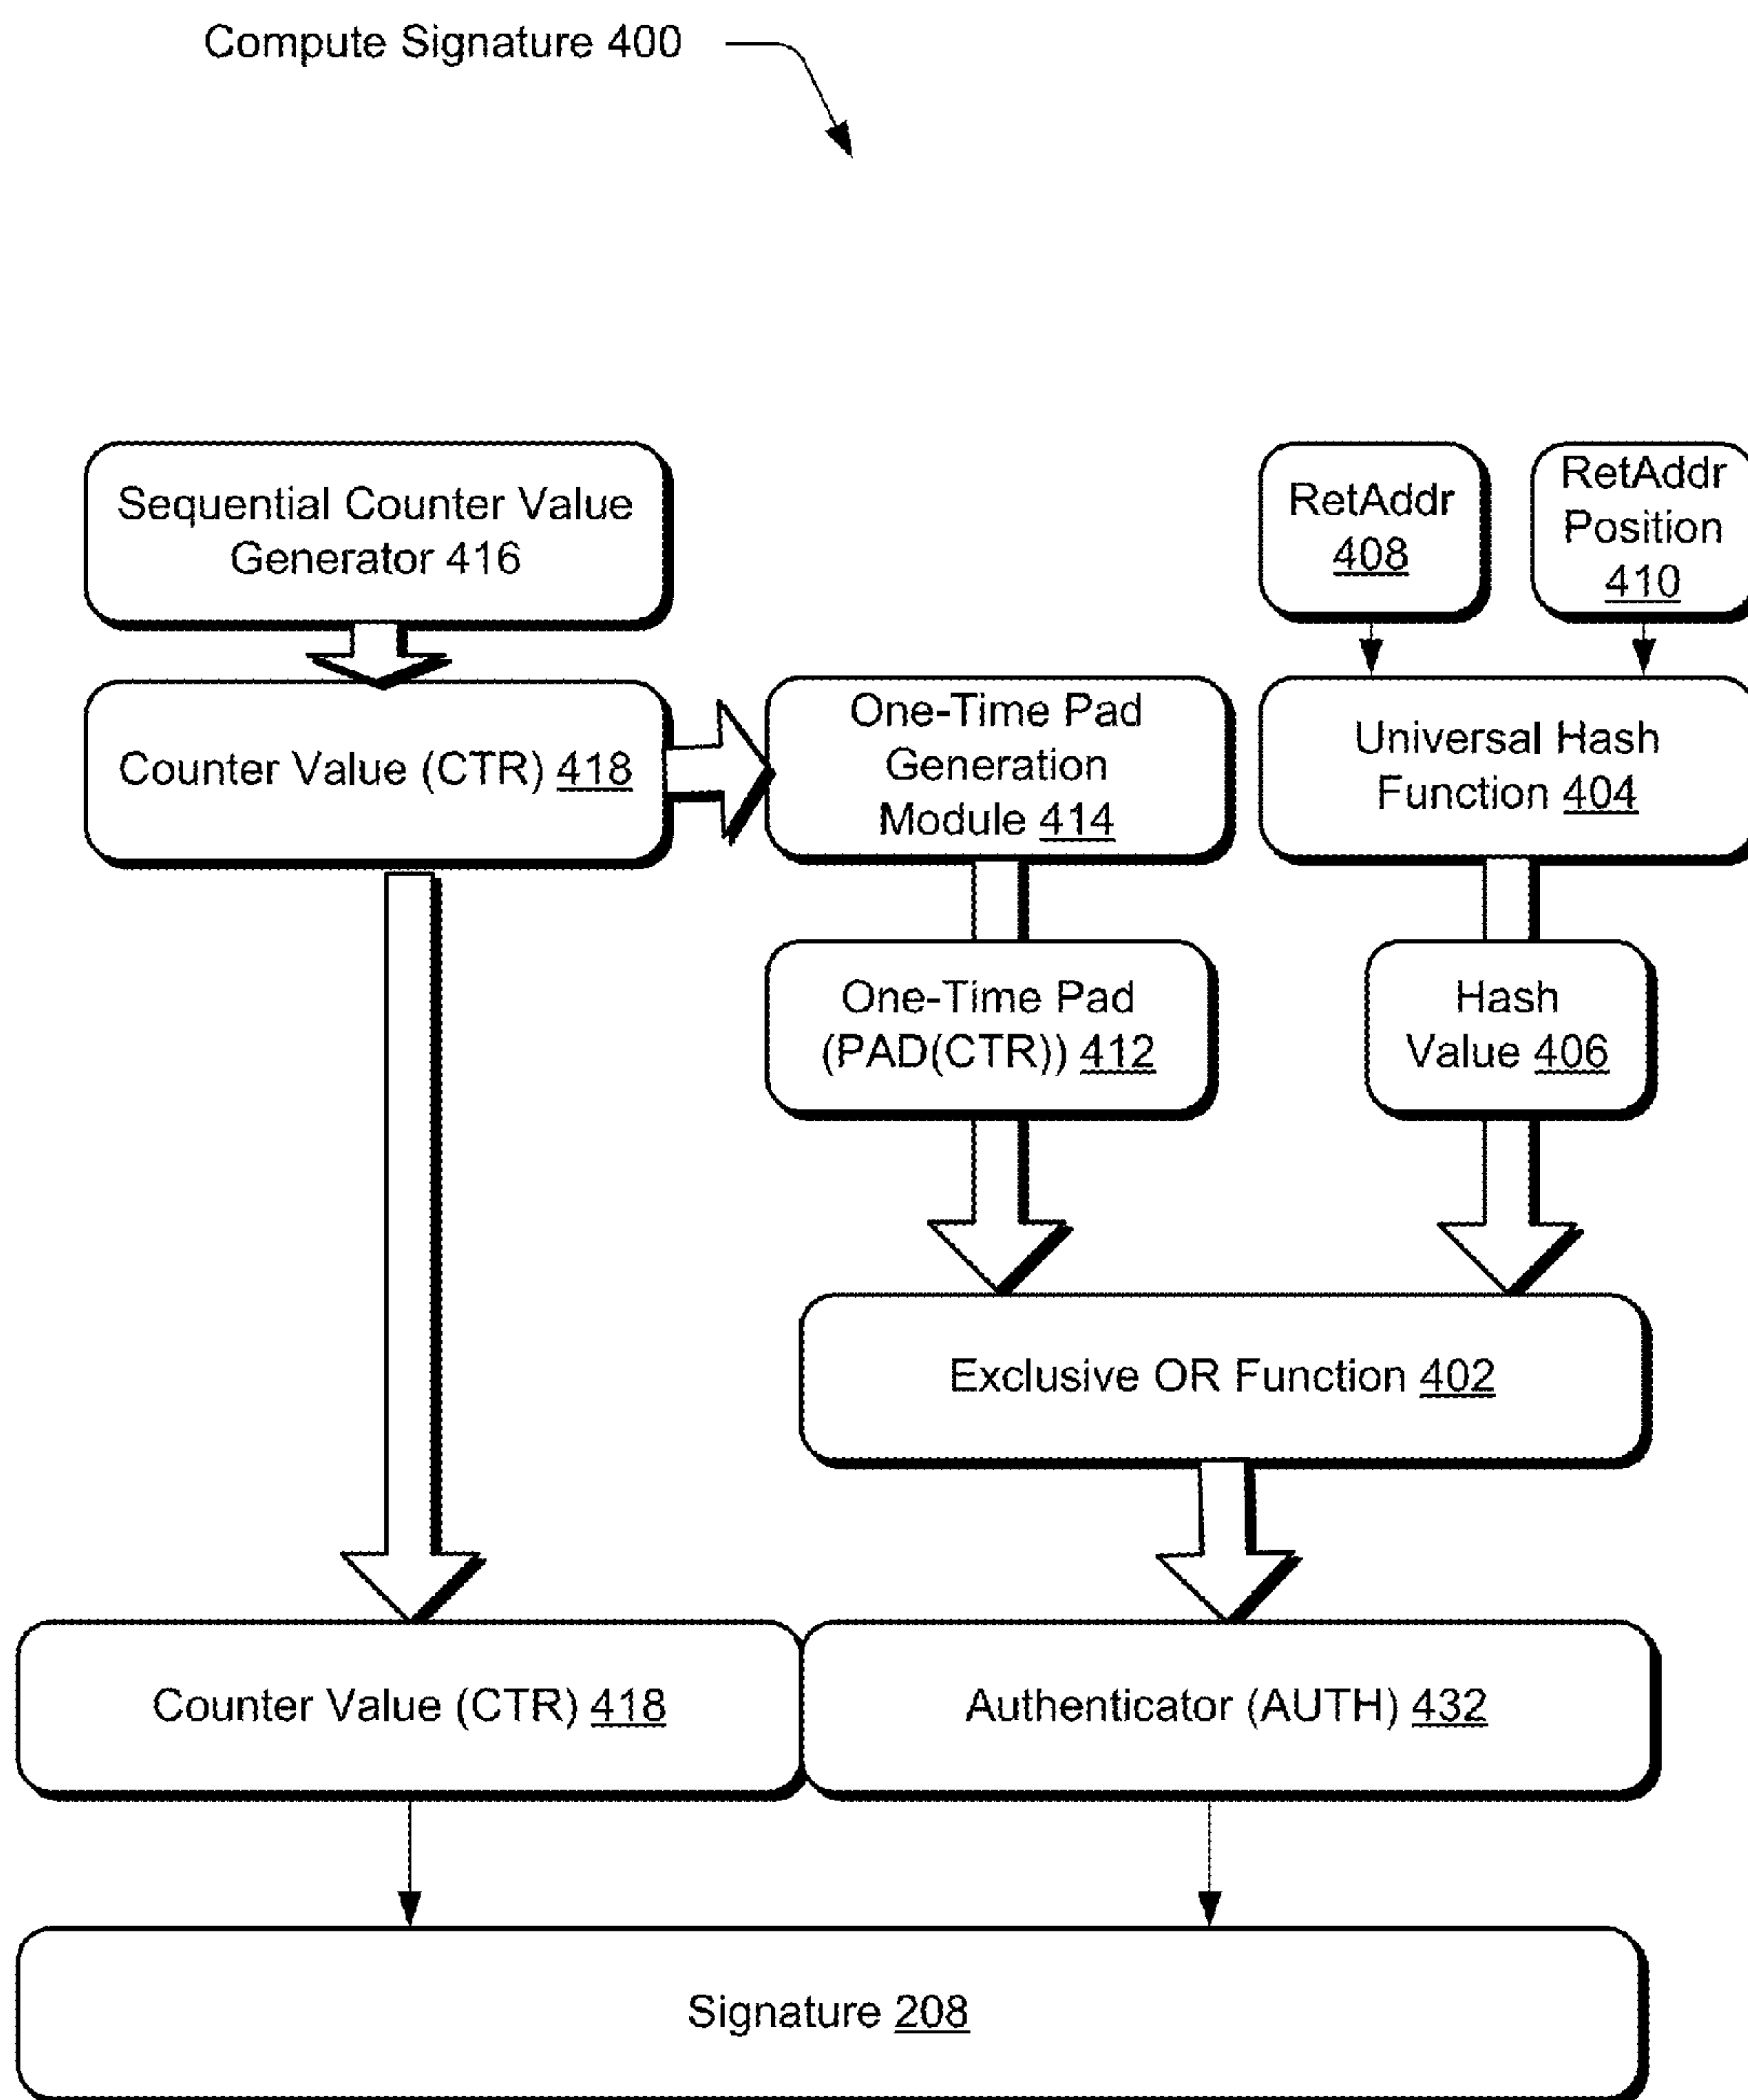 Compute Signature 400
Sequential Counter Value
Generator 416
RetAddr
408
RetAddr
Position
410
Counter Value (CTR) 418
One-Time Pad
Generation
Module 414
Universal Hash
Function 404
One-Time Pad
(PAD(CTR)) 412
Hash
Value 406
Exclusive OR Function 402
Counter Value (CTR) 418
Authenticator (AUTH) 432
Signature 208